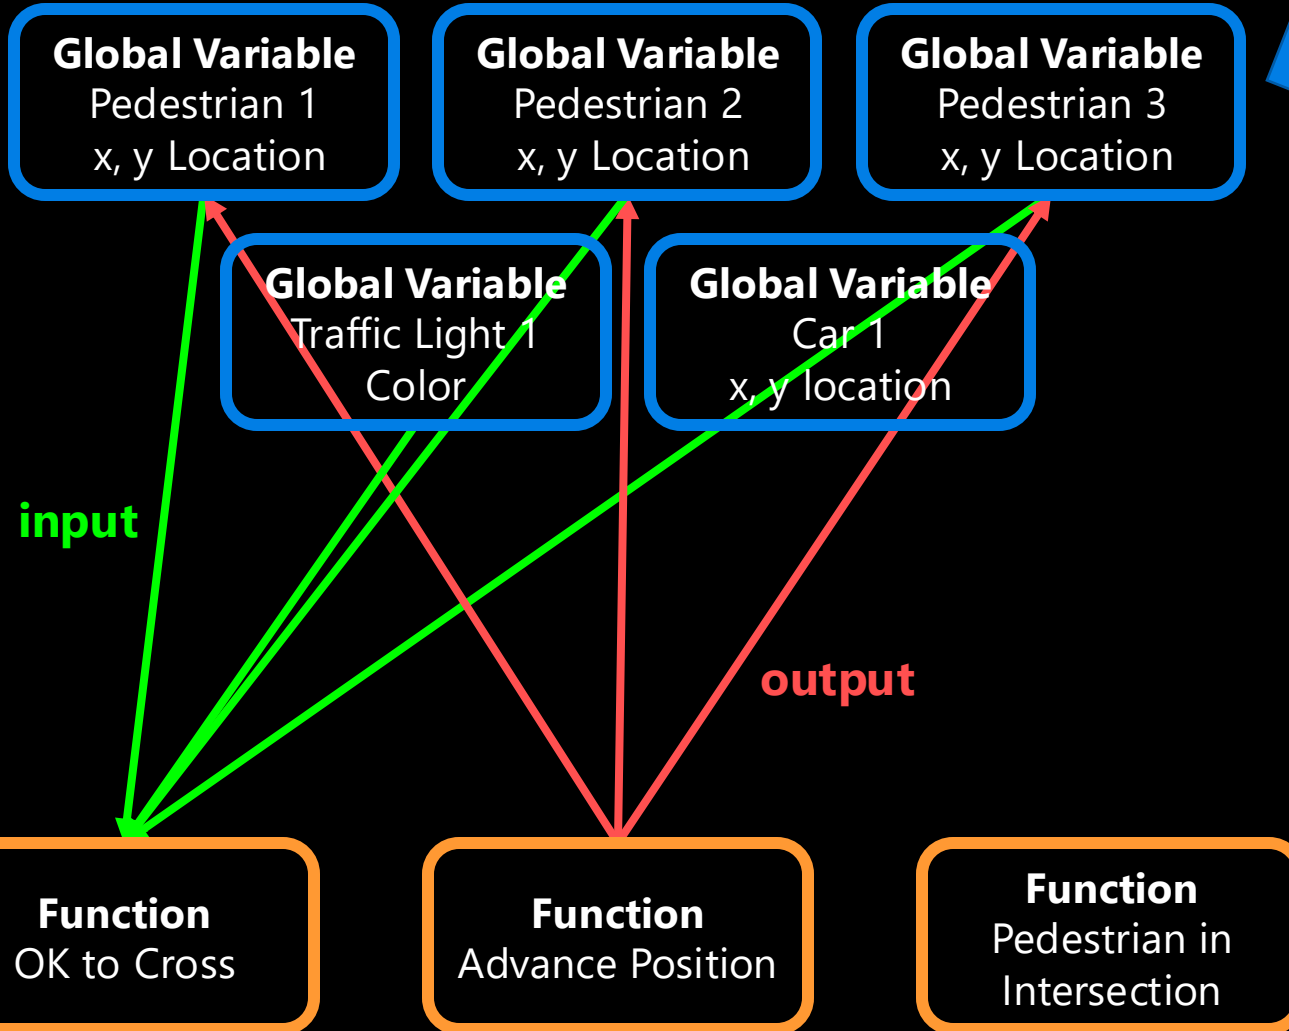 Global Variable
Pedestrian 1
x, y Location
Global Variable
Pedestrian 2
x, y Location
Global Variable
Pedestrian 3
x, y Location
Global Variable
Traffic Light 1
Color
Global Variable
Car 1
x, y location
input
output
Function
OK to Cross
Function
Advance Position
Function
Pedestrian in
Intersection